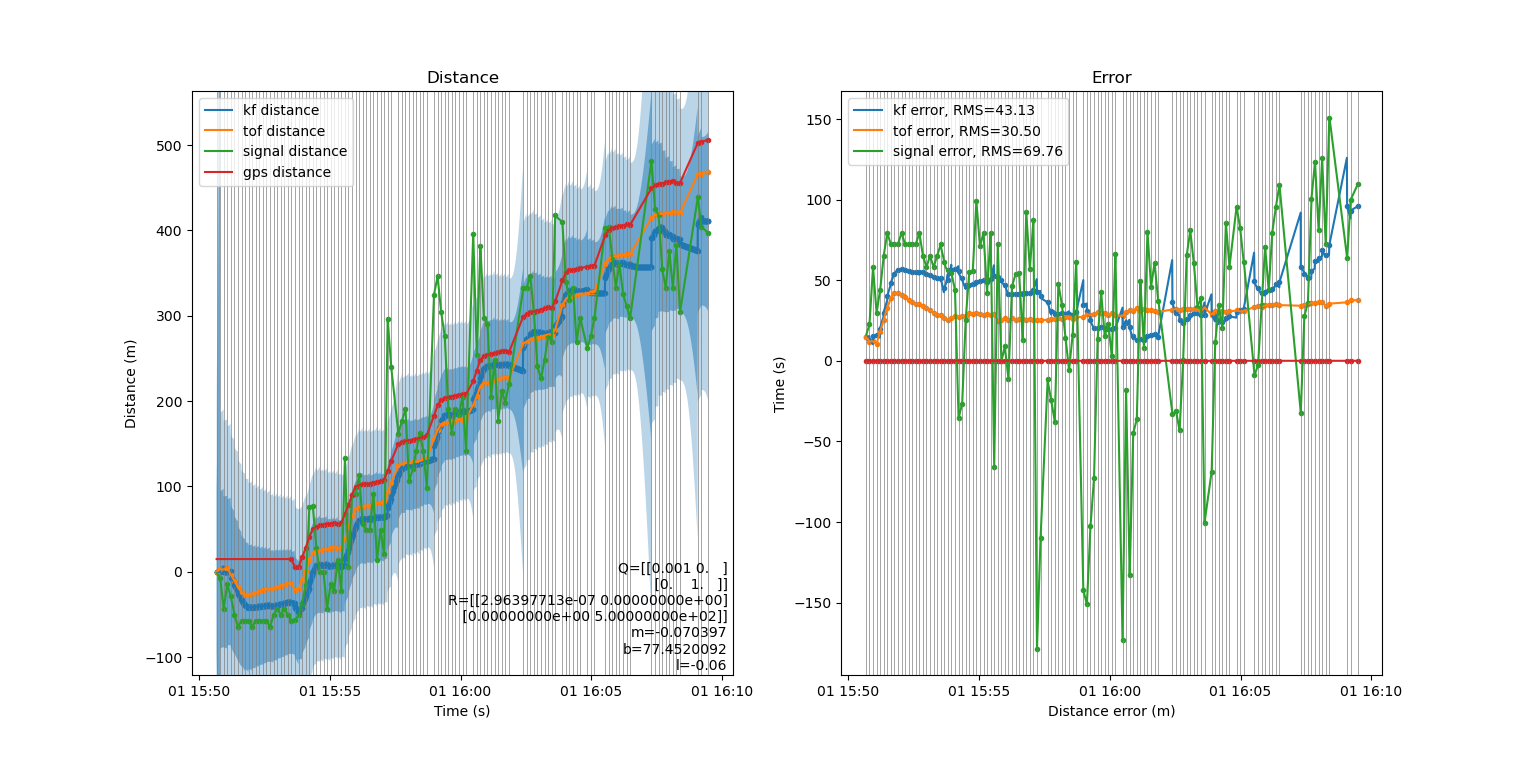 Distance
kf distance
tof distance
signal distance
gps distance
500
400
300
200
100
0
−100
Distance (m)
Q=[[0.001 0. ]
[0. 1. ]]
R=[[2.96397713e-07 0.00000000e+00]
[0.00000000e+00 5.00000000e+02]]
m=-0.070397
b=77.4520092
l=-0.06
01 15:50 01 15:55 01 16:00 01 16:05 01 16:10
Time (s)
Error
kf error, RMS=43.13
tof error, RMS=30.50
signal error, RMS=69.76
150
100
50
0
−50
−100
−150
Time (s)
01 15:50 01 15:55 01 16:00 01 16:05 01 16:10
Distance error (m)